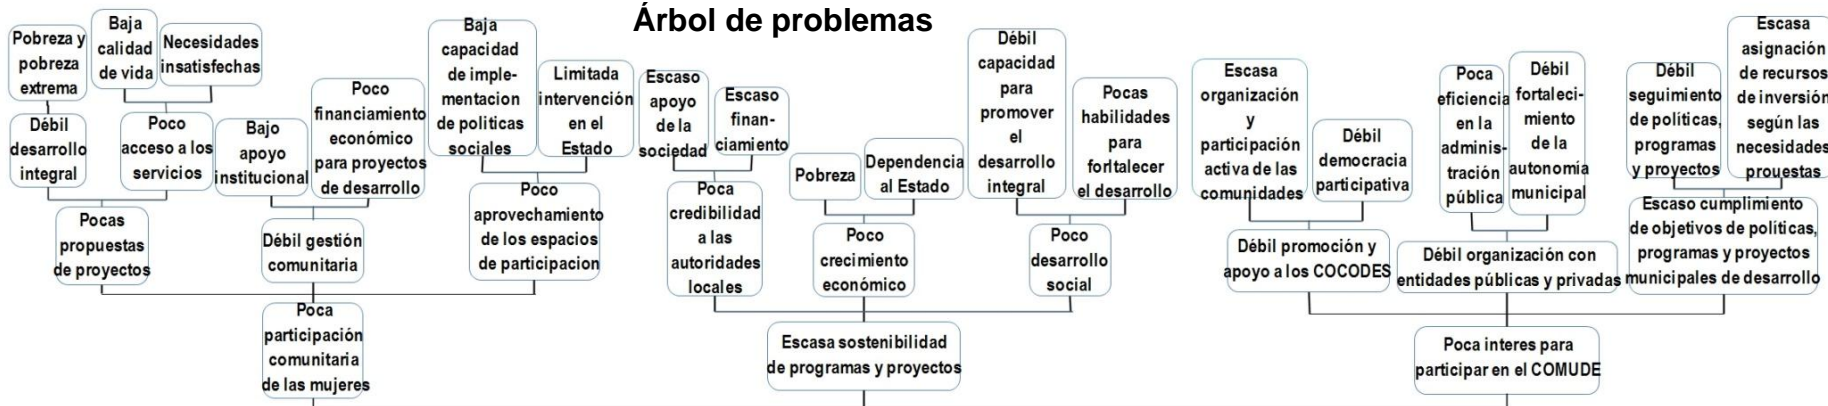 Árbol de problemas
Pobreza y
pobreza
extrema
Baja
calidad
de vida
Necesidades
insatisfechas
Débil
desarrollo
integral
Poco
acceso a los
servicios
Bajo
apoyo
institucional
Poco
financiamiento
económico
para proyectos
de desarrollo
Baja
capacidad
de imple-
mentacion
de politicas
sociales
Limitada
intervención
en el
Estado
Pocas
propuestas
de proyectos
Débil gestión
comunitaria
Poco
aprovechamiento
de los espacios
de participacion
Poca
participación
comunitaria
de las mujeres
Escaso
apoyo
de la
sociedad
Escaso
finan-
ciamiento
Pobreza
Dependencia
al Estado
Débil
capacidad
para
promover
el
desarrollo
integral
Pocas
habilidades
para
forltalecer
el desarrollo
Poca
credibilidad
a las
autoridades
locales
Poco
crecimiento
económico
Poco
desarrollo
social
Escasa sostenibilidad
de programas y proyectos
Escasa
organización
y
participación
activa de las
comunidades
Débil
democracia
participativa
Poca
eficiencia
en la
adminis-
tración
pública
Débil
fortaleci-
miento
de la
autonomía
municipal
Débil
seguimiento
de políticas,
programas
y proyectos
Escasa
asignación
de recursos
de inversión
según las
necesidades
prouestas
Débil promoción y
apoyo a los COCODES
Débil organización con
entidades públicas y privadas
Escaso cumplimiento
de objetivos de políticas,
programas y proyectos
municipales de desarrollo
Poca interes para
participar en el COMUDE